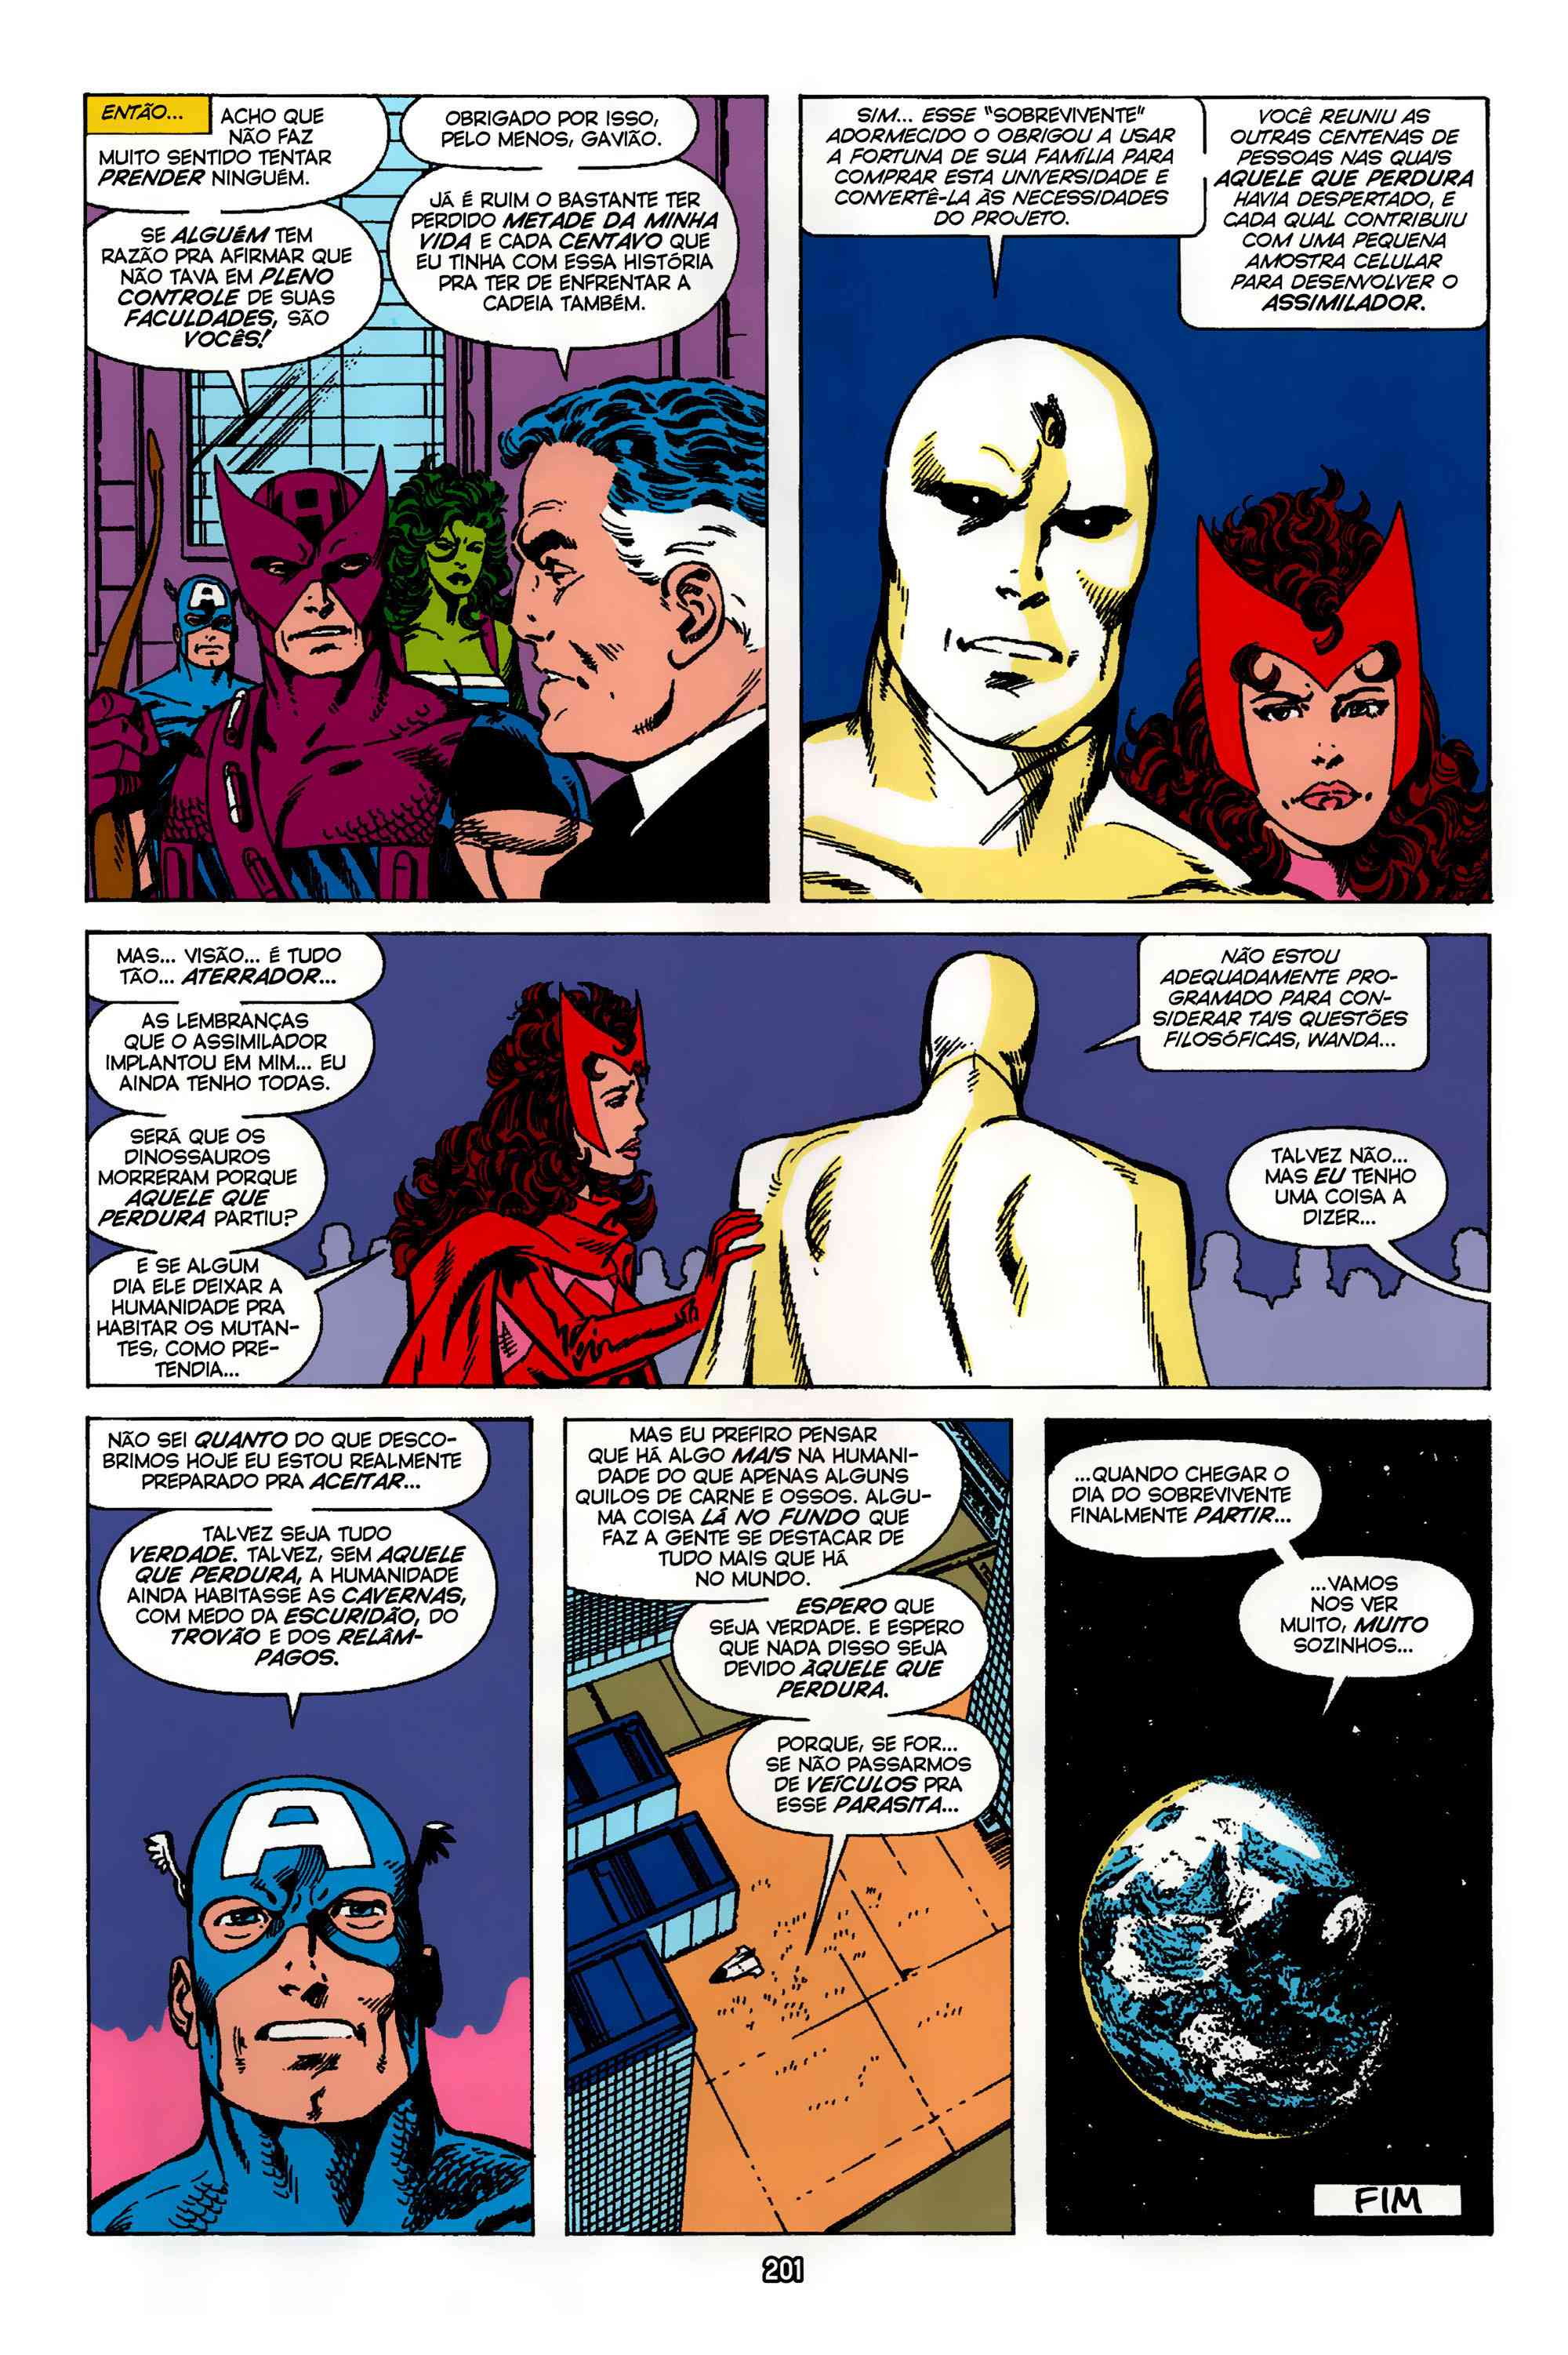 ENTÃO...
ACHO QUE
NÃO FAZ
MUITO SENTIDO TENTAR
PRENDER NINGUÉM.
SE ALGUÉM TEM
RAZÃO PRA AFIRMAR QUE
NÃO TAVA EM PLENO
CONTROLE DE SUAS
FACULDADES, SÃO
VOCÊS!
OBRIGADO POR ISSO,
PELO MENOS, GAVIÃO.
JÁ É RUIM O BASTANTE TER
PERDIDO METADE DA MINHA
VIDA E CADA CENTAVO QUE
EU TINHA COM ESSA HISTÓRIA
PRA TER DE ENFRENTAR A
CADEIA TAMBÉM.
SIM... ESSE "SOBREVIVENTE"
ADORMECIDO O OBRIGOU A USAR
A FORTUNA DE SUA FAMÍLIA PARA
COMPRAR ESTA UNIVERSIDADE E
CONVERTÊ-LA ÀS NECESSIDADES
DO PROJETO.
VOCÊ REUNIU AS
OUTRAS CENTENAS DE
PESSOAS NAS QUAIS
AQUELE QUE PERDURA
HAVIA DESPERTADO, E
CADA QUAL CONTRIBUIU
COM UMA PEQUENA
AMOSTRA CELULAR
PARA DESENVOLVER O
ASSIMILADOR.
MAS... VISÃO... É TUDO
TÃO... ATERRADOR...
AS LEMBRANÇAS
QUE O ASSIMILADOR
IMPLANTOU EM MIM... EU
AINDA TENHO TODAS.
SERÁ QUE OS
DINOSSAUROS
MORRERAM PORQUE
AQUELE QUE
PERDURA PARTIU?
E SE ALGUM
DIA ELE DEIXAR A
HUMANIDADE PRA
HABITAR OS MUTAN-
TES, COMO PRE-
TENDIA...
NÃO ESTOU
ADEQUADAMENTE PRO-
GRAMADO PARA CON-
SIDERAR TAIS QUESTÕES
FILOSÓFICAS, WANDA...
TALVEZ NÃO...
MAS EU TENHO
UMA COISA A
DIZER...
NÃO SEI QUANTO DO QUE DESCO-
BRIMOS HOJE EU ESTOU REALMENTE
PREPARADO PRA ACEITAR...
TALVEZ SEJA TUDO
VERDADE. TALVEZ, SEM AQUELE
QUE PERDURA, A HUMANIDADE
AINDA HABITASSE AS CAVERNAS,
COM MEDO DA ESCURIDÃO, DO
TROVÃO E DOS RELÂM-
PAGOS.
A
MAS EU PREFIRO PENSAR
QUE HÁ ALGO MAIS NA HUMANI-
DADE DO QUE APENAS ALGUNS
QUILOS DE CARNE E OSSOS. ALGU-
MA COISA LÁ NO FUNDO QUE
FAZ A GENTE SE DESTACAR DE
TUDO MAIS QUE HÁ
NO MUNDO.
ESPERO QUE
SEJA VERDADE. E ESPERO
QUE NADA DISSO SEJA
DEVIDO ÀQUELE QUE
PERDURA.
PORQUE, SE FOR...
SE NÃO PASSARMOS
DE VEÍCULOS PRA
ESSE PARASITA...
...QUANDO CHEGAR O
DIA DO SOBREVIVENTE
FINALMENTE PARTIR...
...VAMOS
NOS VER
MUITO, MUITO
SOZINHOS...
FIM
201